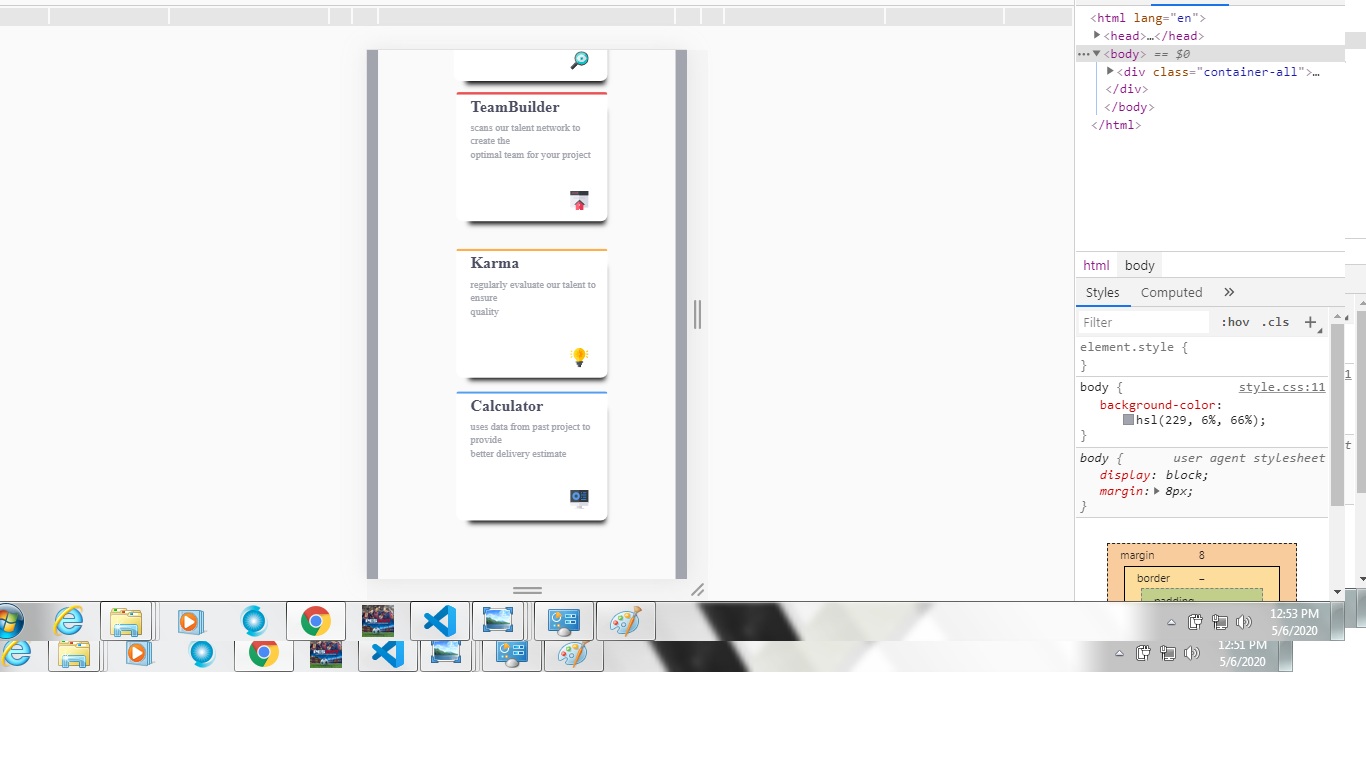 TeamBuilder
scans our talent network to
create the
optimal team for your project
Karma
regularly evaluate our talent to
ensure
quality
Calculator
uses data from past project to
provide
better delivery estimate
<html lang="en">
<head>…</head>
<body> == $0
<div class="container-all">…
</div>
</body>
</html>
html body
Styles Computed »
Filter :hov .cls +
element.style {
}
body { style.css:11
background-color:
hsl(229, 6%, 66%);
}
body { user agent stylesheet
display: block;
margin: 8px;
}
margin 8
border –
1
t
12:53 PM
5/6/2020
12:51 PM
5/6/2020